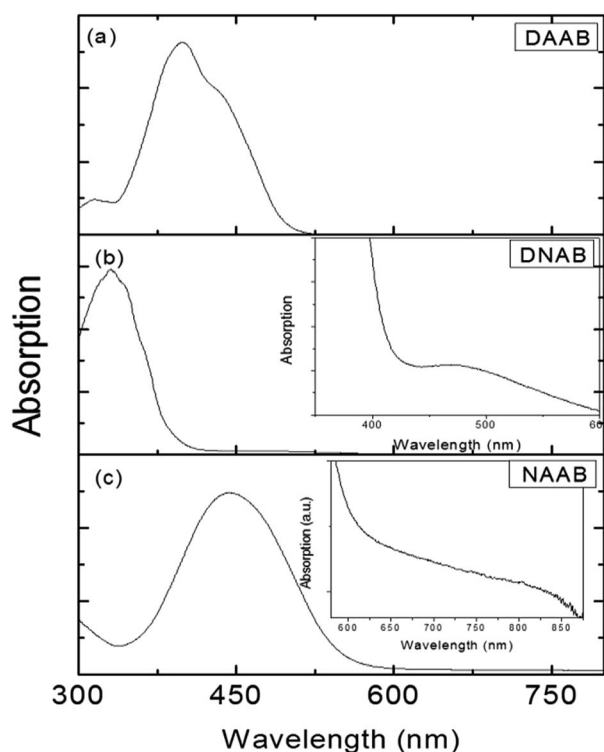 (a)
DAAB
(b)
DNAB
Absorption
400
500
60
Wavelength (nm)
(c)
NAAB
Absorption (a.u.)
600
650
700
750
800
850
Wavelength (nm)
Absorption
300
450
600
750
Wavelength (nm)